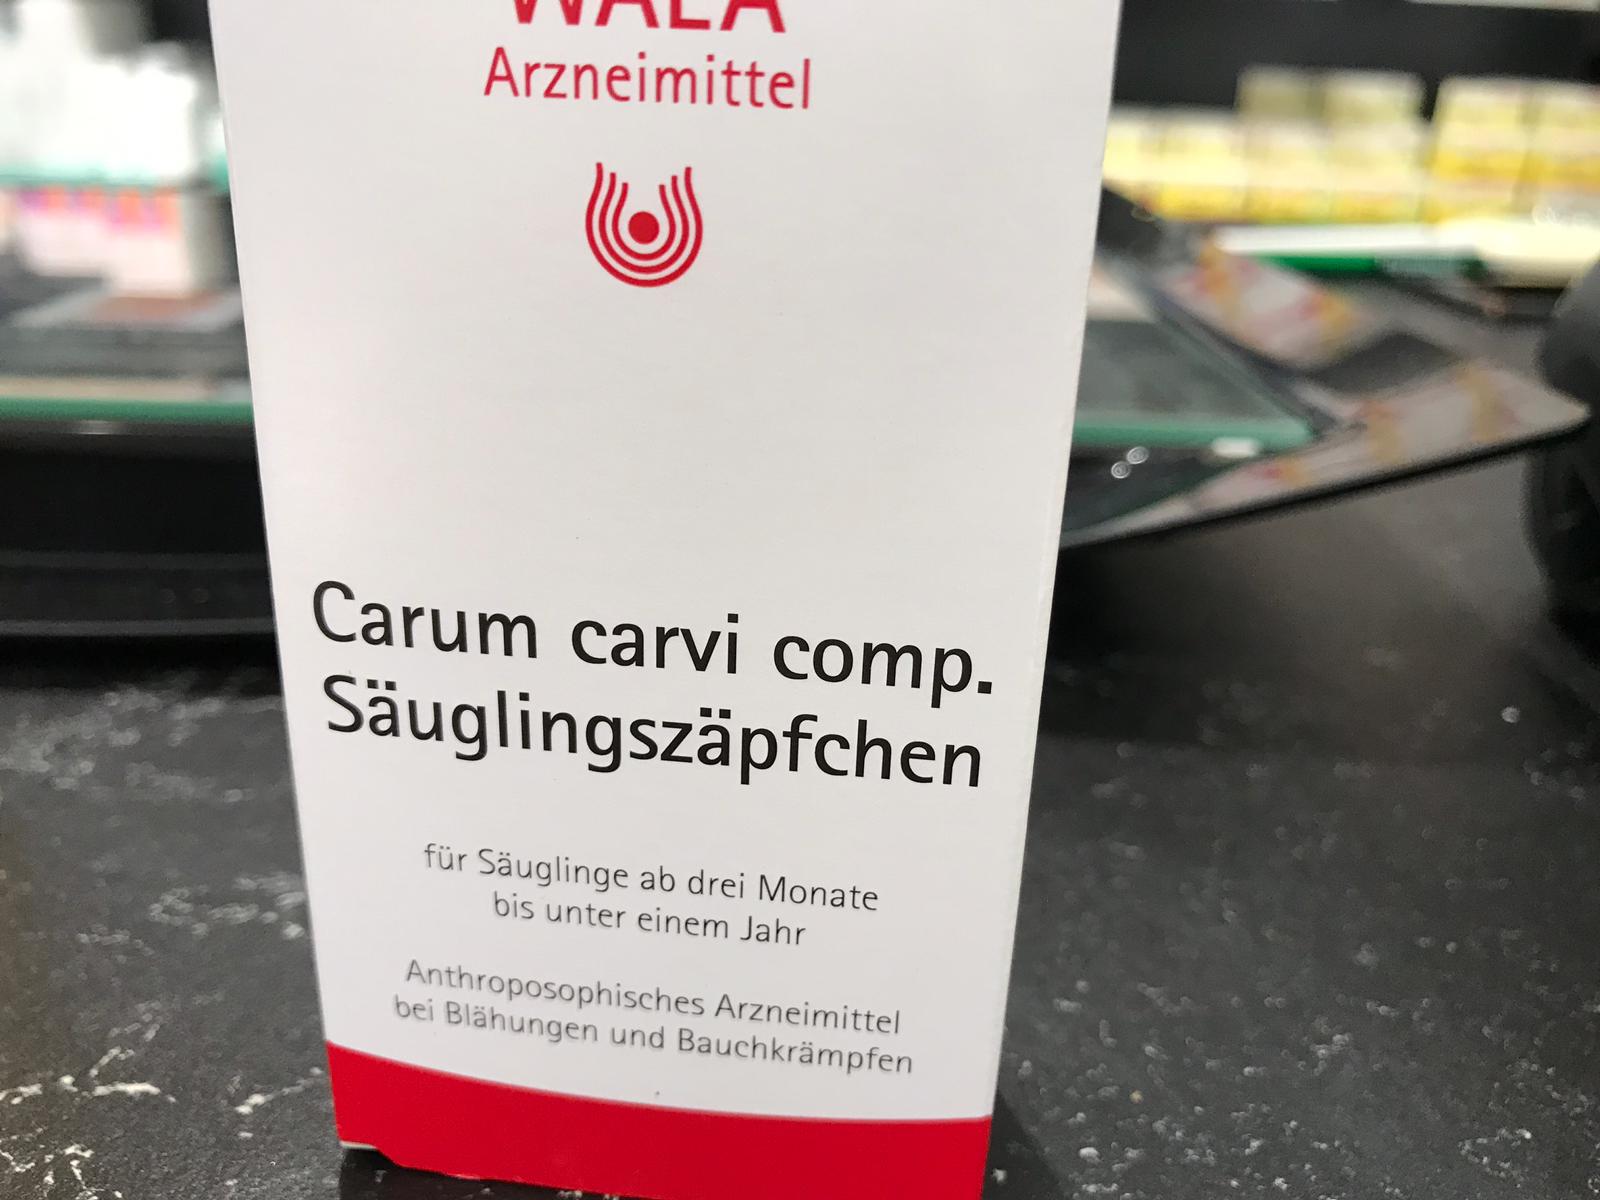 WALA
Arzneimittel
Carum carvi comp.
Säuglingszäpfchen
für Säuglinge ab drei Monate
bis unter einem Jahr
Anthroposophisches Arzneimittel
bei Blähungen und Bauchkrämpfen